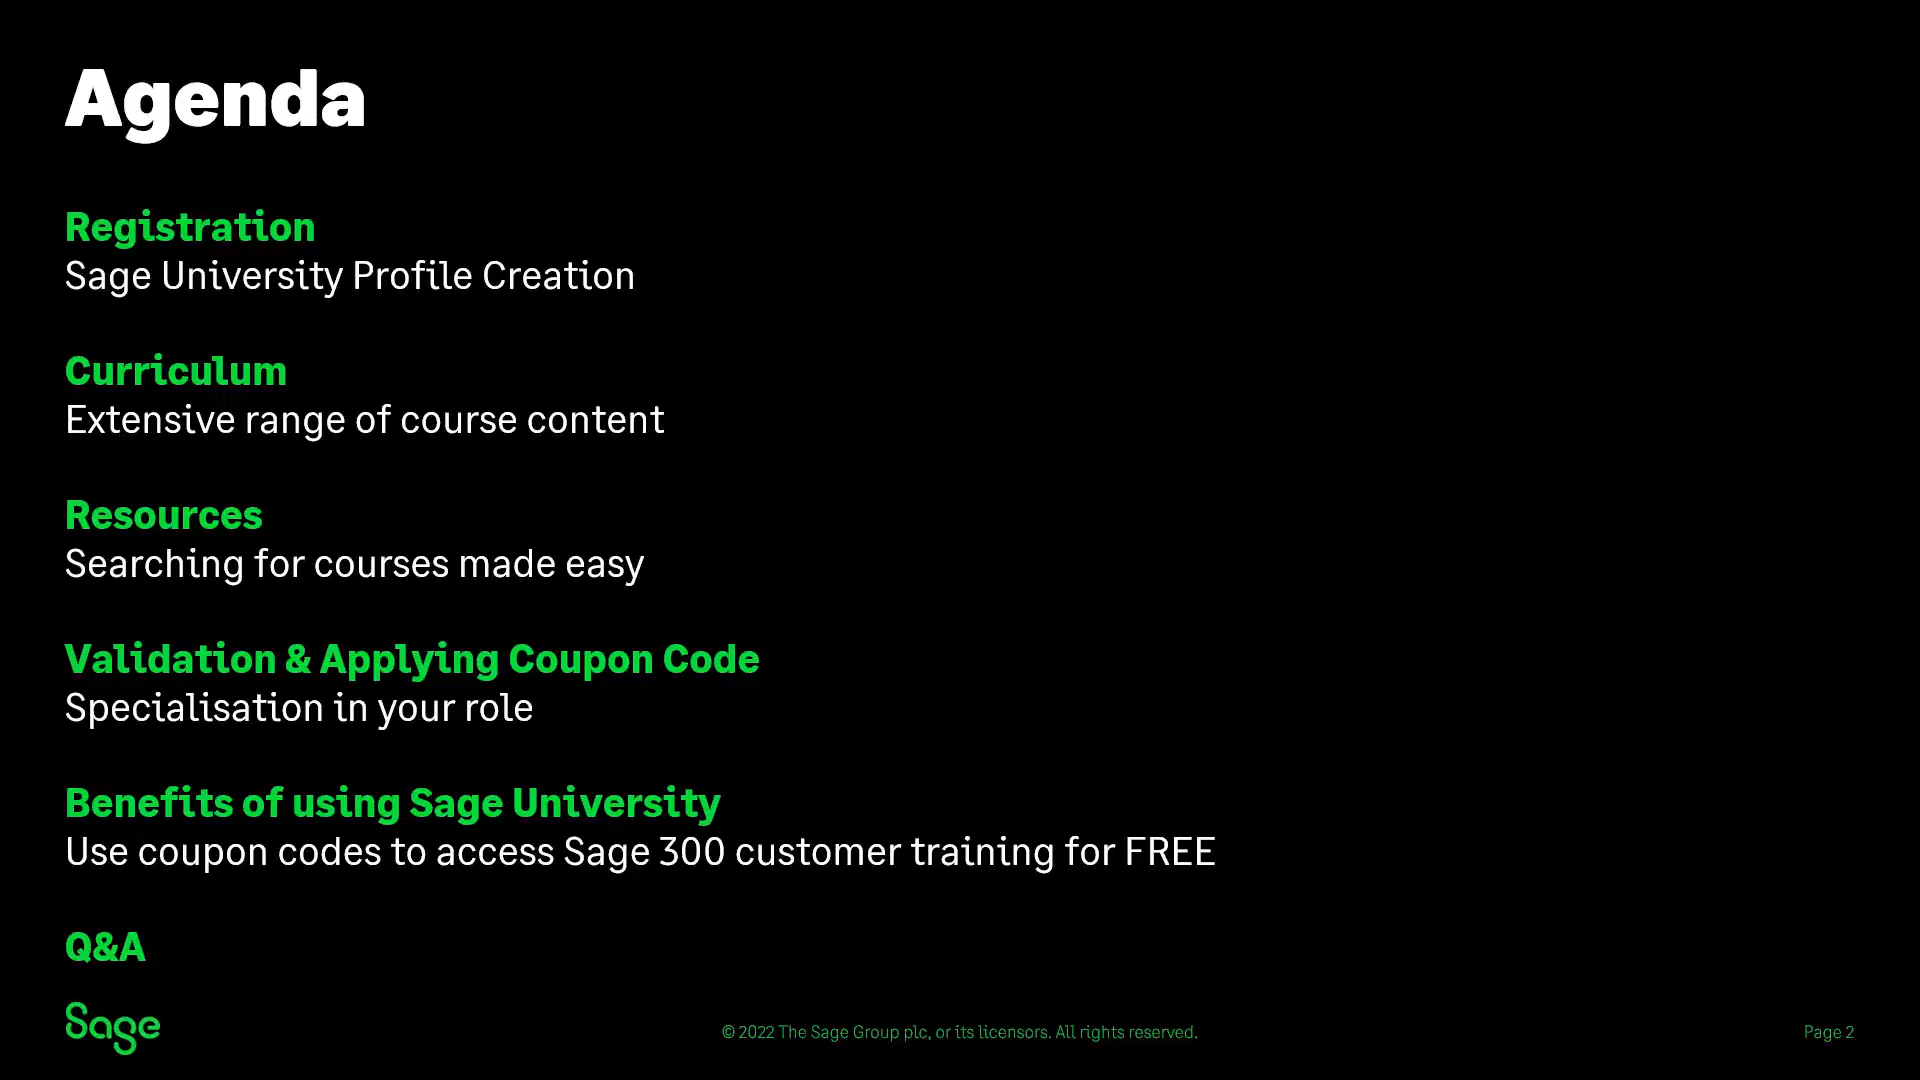 Agenda
Registration
Sage University Profile Creation
Curriculum
Extensive range of course content
Resources
Searching for courses made easy
Validation & Applying Coupon Code
Specialisation in your role
Benefits of using Sage University
Use coupon codes to access Sage 300 customer training for FREE
Q&A
Sage
© 2022 The Sage Group plc, or its licensors. All rights reserved.
Page 2